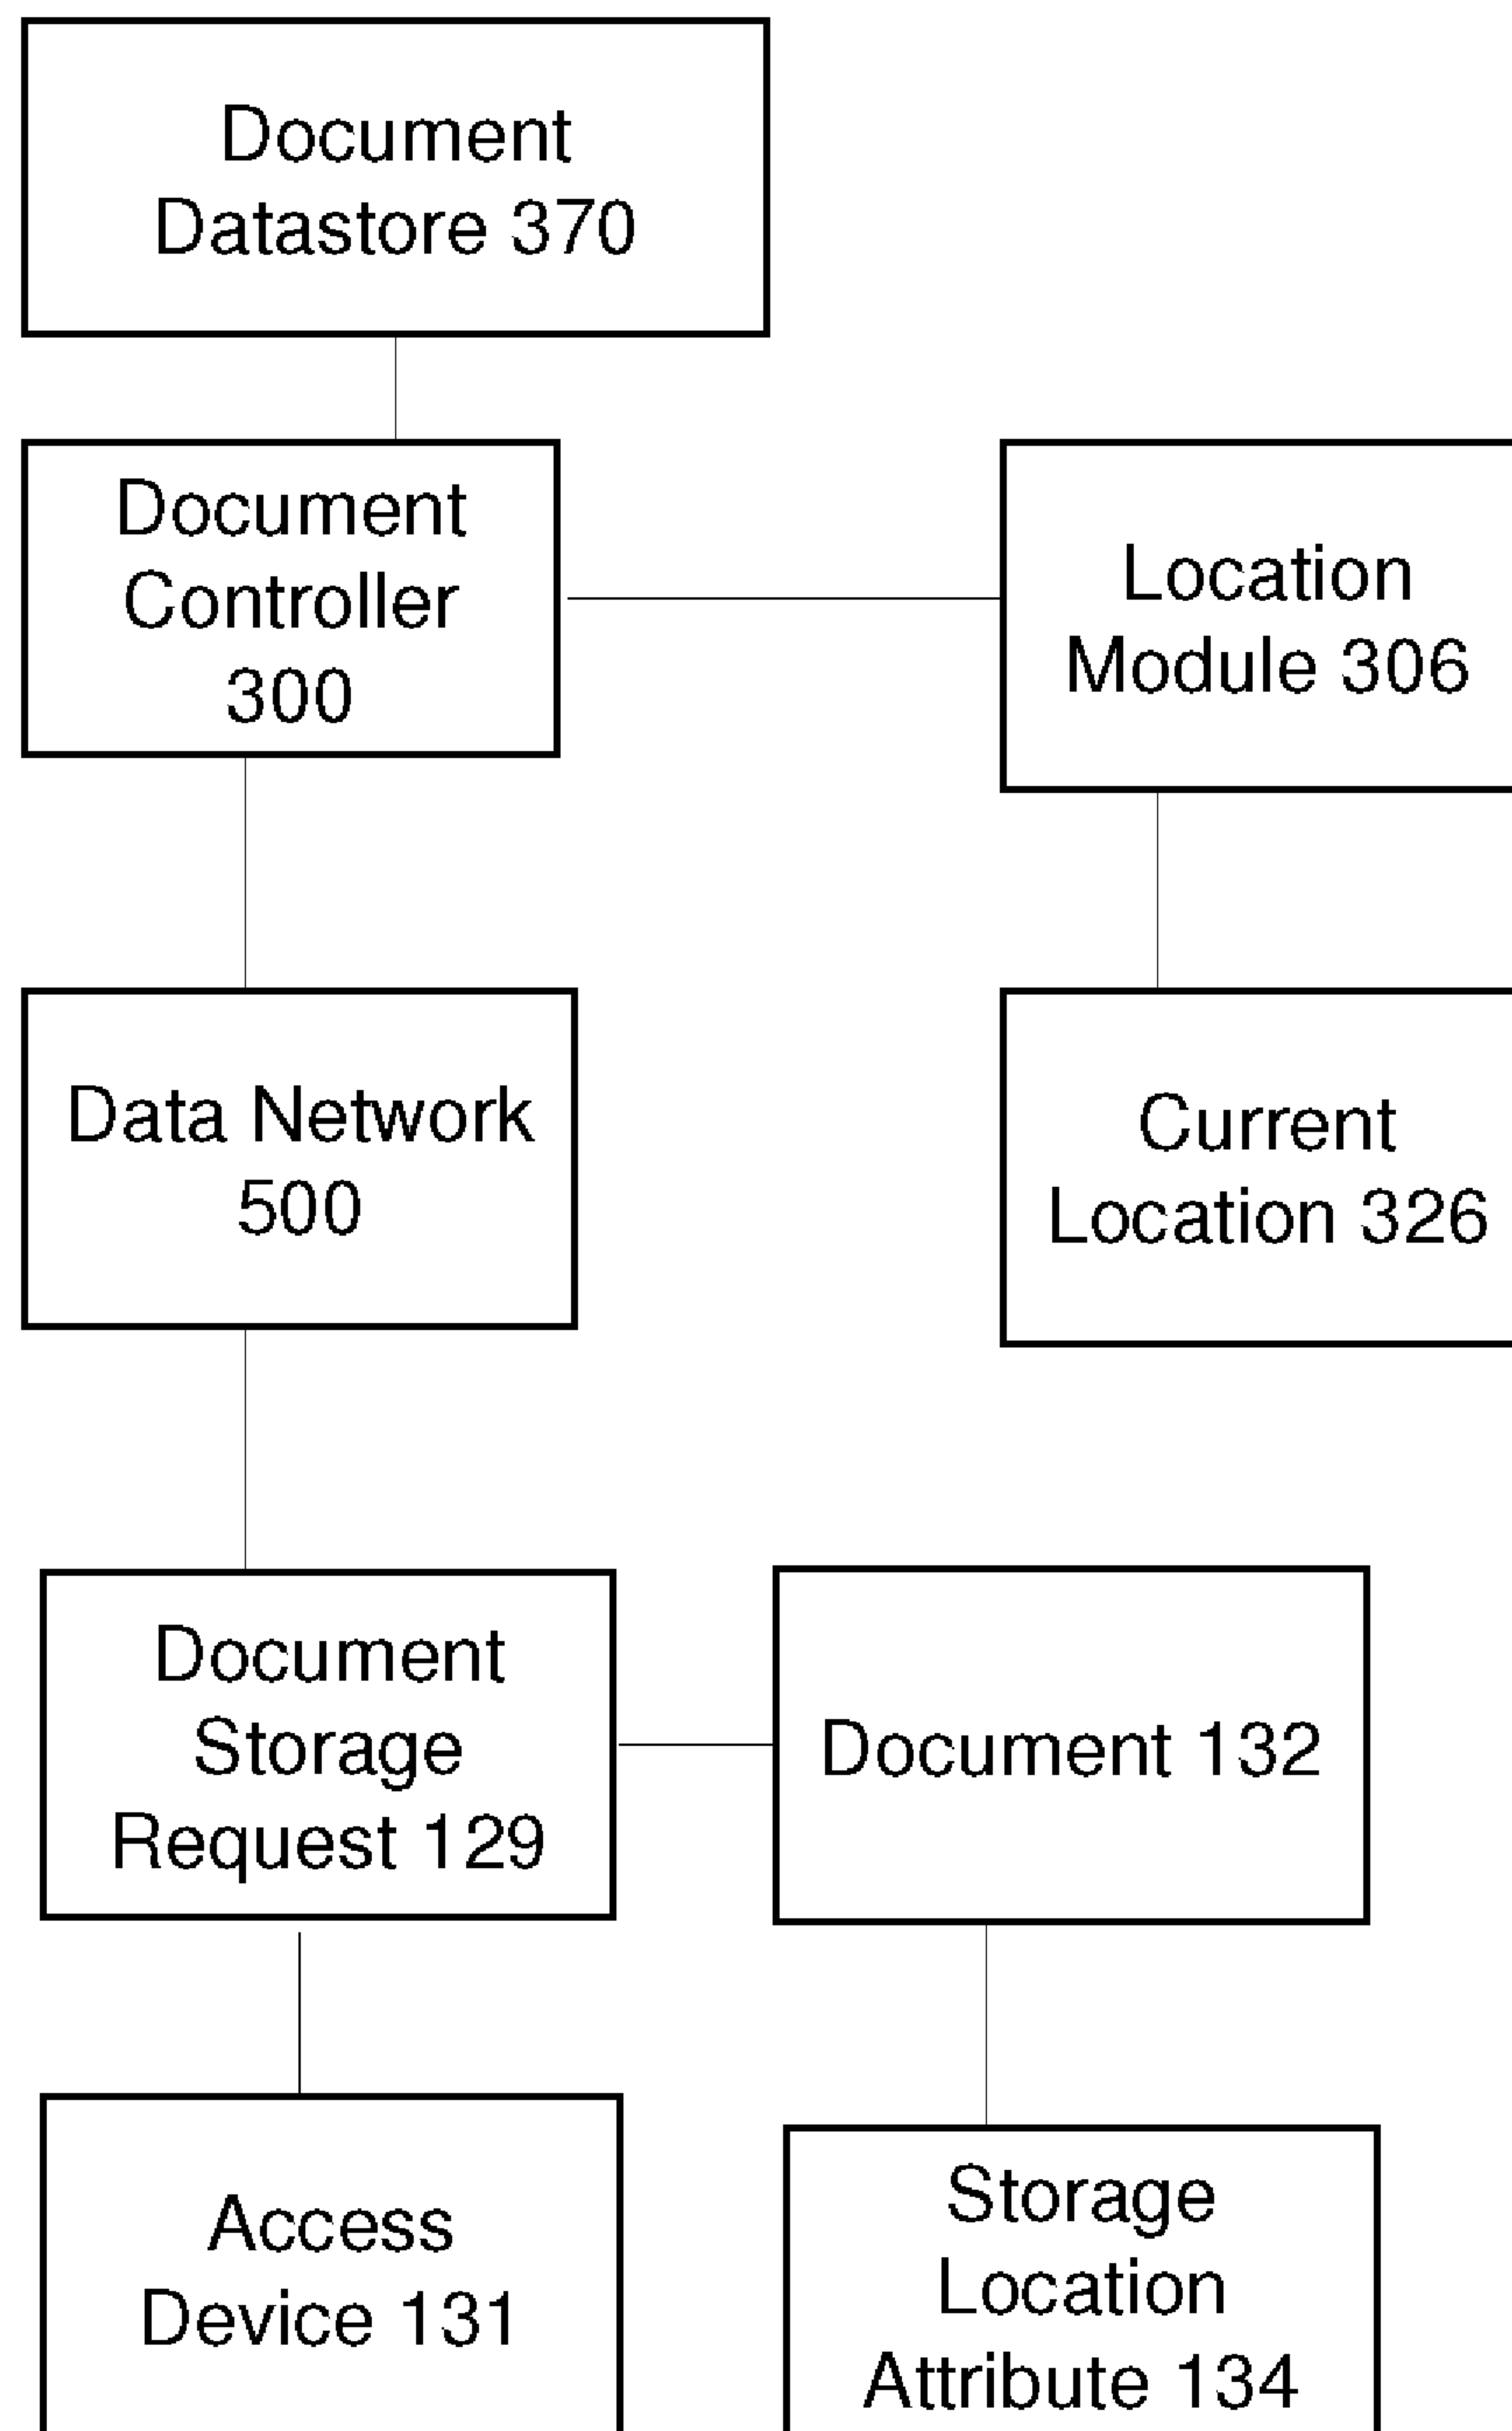 Document
Datastore 370
Document
Controller
300
Location
Module 306
Data Network
500
Current
Location 326
Document
Storage
Request 129
Document 132
Access
Device 131
Storage
Location
Attribute 134